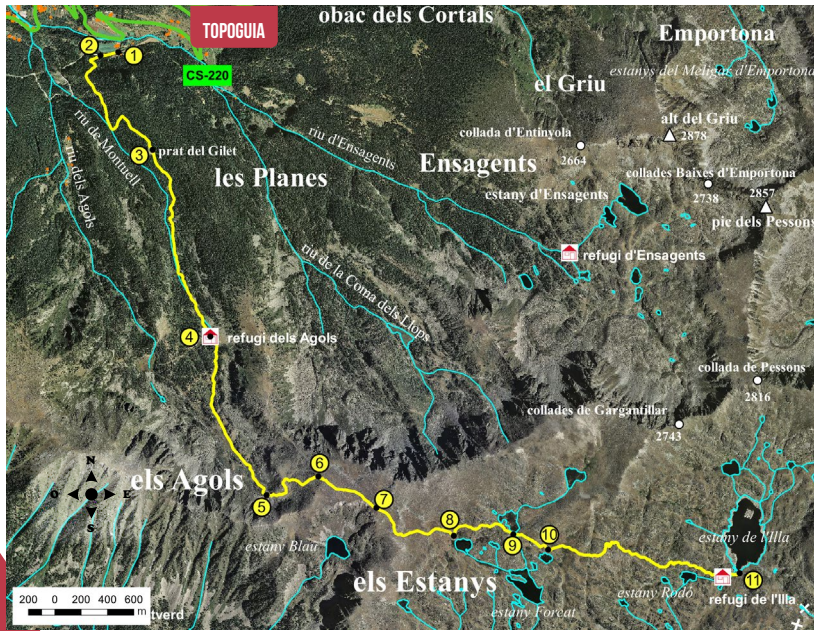 TOPOGUIA
obac dels Cortals
Emportona
estanys del Meligar d'Emportona
2
1
CS-220
el Griu
alt del Griu
2878
collada d'Entinyola
2664
riu d'Ensagents
3
prat del Gilet
riu de Montuell
riu dels Agols
les Planes
Ensagents
collades Baixes d'Emportona
2738
2857
pic dels Pessons
estany d'Ensagents
refugi d'Ensagents
riu de la Coma dels Llops
4
refugi dels Agols
collada de Pessons
2816
collades de Gargantillar
2743
N
O
E
S
els Agols
5
6
7
8
9
10
11
estany Blau
els Estanys
estany Forcat
estany de l'Illa
estany Rodó
refugi de l'Illa
200 0 200 400 600
m
tverd